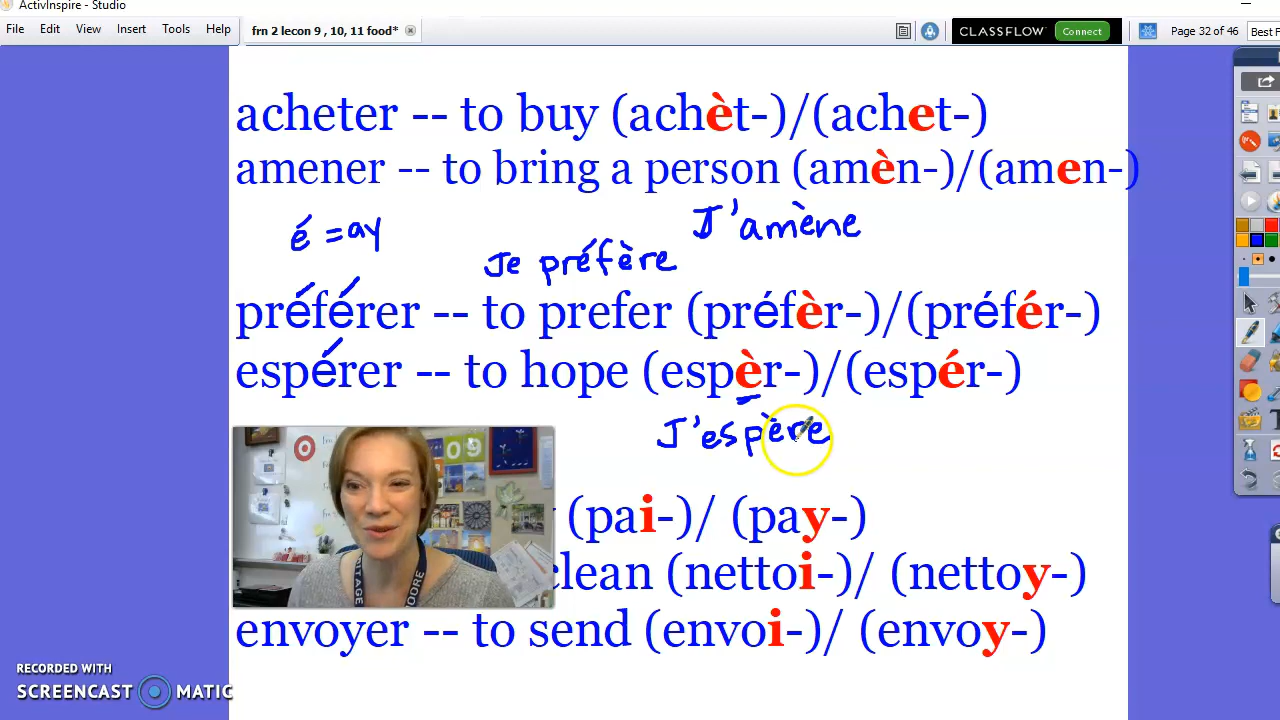 ActivInspire - Studio
File Edit View Insert Tools Help
frn 2 lecon 9 , 10, 11 food*
CLASSFLOW Connect
Page 32 of 46
Best F
acheter -- to buy (achèt-)/(achet-)
amener -- to bring a person (amèn-)/(amen-)
é = ay
J'amène
Je préfère
préférer -- to prefer (préfèr-)/(préfér-)
espérer -- to hope (espèr-)/(espér-)
J'espère
09
(pai-)/ (pay-)
clean (nettoi-)/ (nettoy-)
envoyer -- to send (envoi-)/ (envoy-)
RECORDED WITH
SCREENCAST MATIC